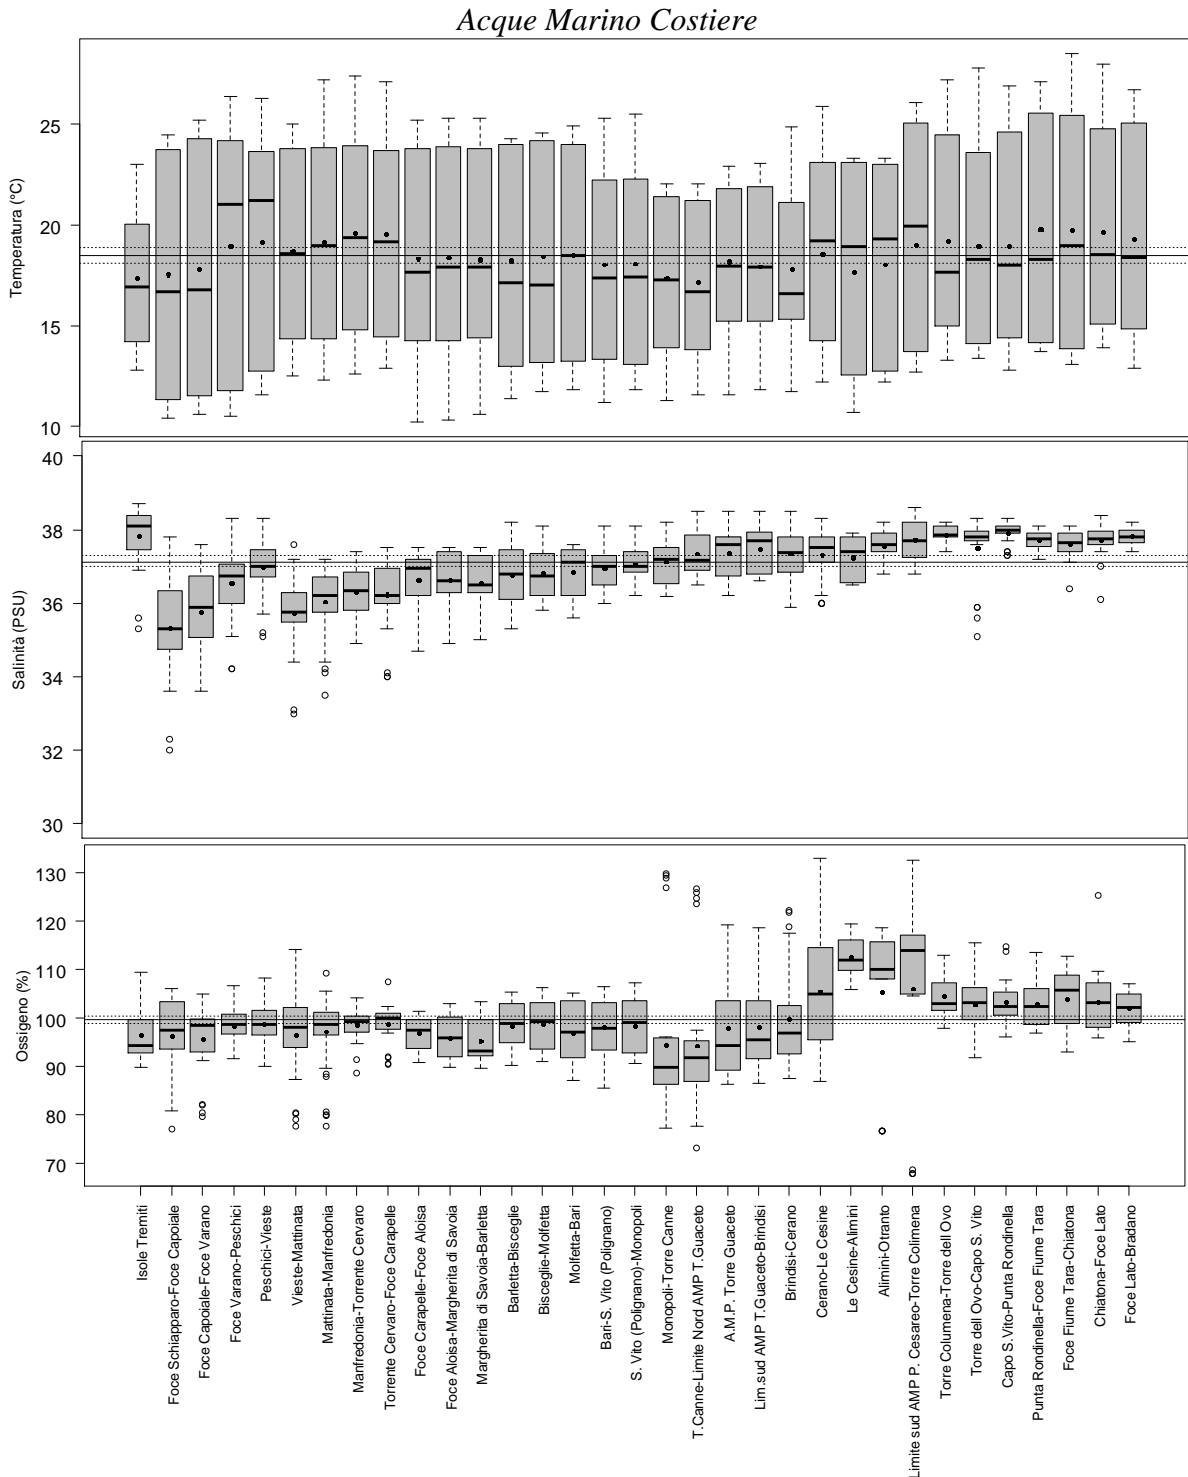 Acque Marino Costiere
Temperatura (°C)
25
20
15
10
Salinità (PSU)
40
38
36
34
32
30
Ossigeno (%)
130
120
110
100
90
80
70
Isole Tremiti
Foce Schiapparo-Foce Capoiale
Foce Capoiale-Foce Varano
Foce Varano-Peschici
Peschici-Vieste
Vieste-Mattinata
Mattinata-Manfredonia
Manfredonia-Torrente Cervaro
Torrente Cervaro-Foce Carapelle
Foce Carapelle-Foce Aloisa
Foce Aloisa-Margherita di Savoia
Margherita di Savoia-Barletta
Barletta-Bisceglie
Bisceglie-Molfetta
Molfetta-Bari
Bari-S. Vito (Polignano)
S. Vito (Polignano)-Monopoli
Monopoli-Torre Canne
T.Canne-Limite Nord AMP T.Guaceto
A.M.P. Torre Guaceto
Lim.sud AMP T.Guaceto-Brindisi
Brindisi-Cerano
Cerano-Le Cesine
Le Cesine-Alimini
Alimini-Otranto
Limite sud AMP P. Cesareo-Torre Colimena
Torre Columena-Torre dell Ovo
Torre dell Ovo-Capo S. Vito
Capo S.Vito-Punta Rondinella
Punta Rondinella-Foce Fiume Tara
Foce Fiume Tara-Chiatona
Chiatona-Foce Lato
Foce Lato-Bradano